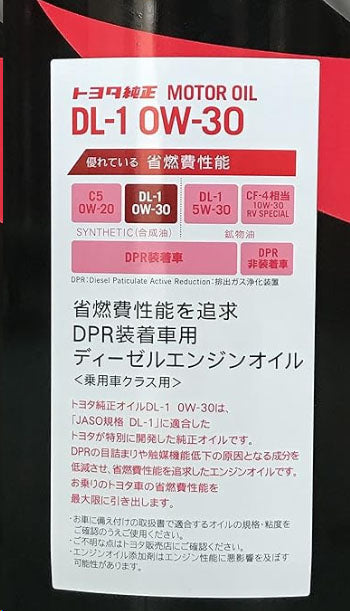 トヨタ純正 MOTOR OIL
DL-1 0W-30
優れている 省燃費性能
C5
0W-20
DL-1
0W-30
DL-1
5W-30
CF-4相当
10W-30
RV SPECIAL
SYNTHETIC(合成油)
鉱物油
DPR装着車
DPR
非装着車
DPR:Diesel Paticulate Active Reduction:排出ガス浄化装置
省燃費性能を追求
DPR装着車用
ディーゼルエンジンオイル
<乗用車クラス用>
トヨタ純正オイルDL-1 0W-30は、
「JASO規格 DL-1」に適合した
トヨタが特別に開発した純正オイルです。
DPRの目詰まりや触媒機能低下の原因となる成分を
低減させ、省燃費性能を追求したエンジンオイルです。
お乗りのトヨタ車の省燃費性能を
最大限に引き出します。
・お車に備え付けの取扱書で適合するオイルの規格・粘度を
ご確認のうえご使用ください。
・ご不明な点はトヨタ販売店にご確認ください。
・エンジンオイル添加剤はエンジン性能に悪影響を及ぼす
可能性があります。